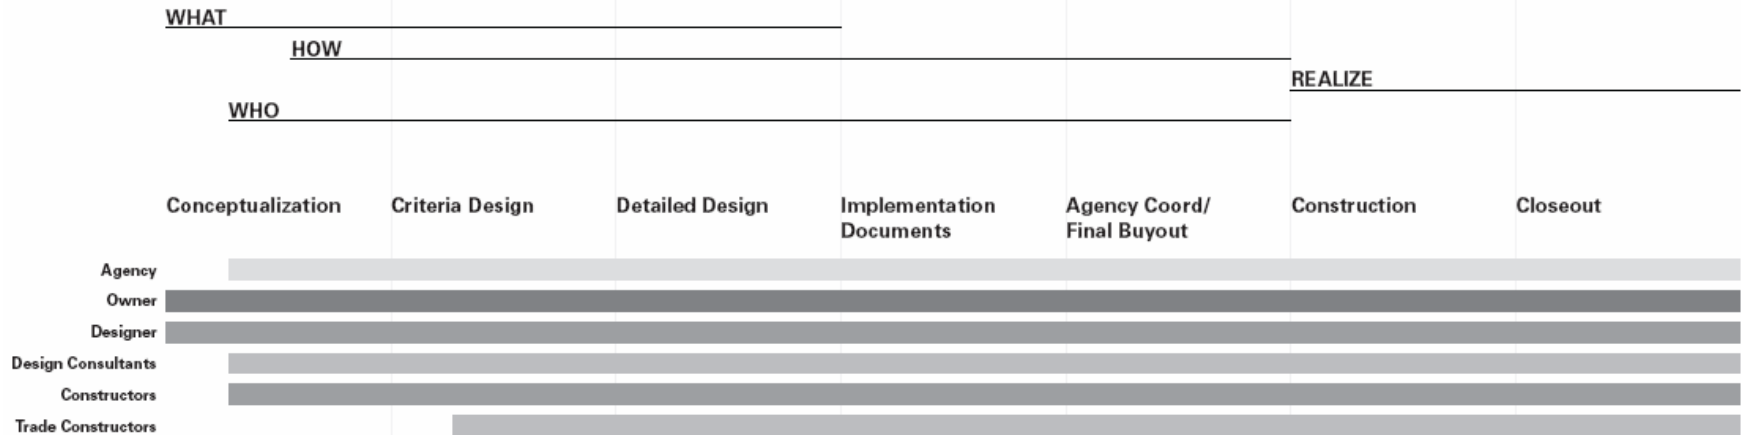 WHAT
HOW
REALIZE
WHO
Conceptualization
Criteria Design
Detailed Design
Implementation
Documents
Agency Coord/
Final Buyout
Construction
Closeout
Agency
Owner
Designer
Design Consultants
Constructors
Trade Constructors